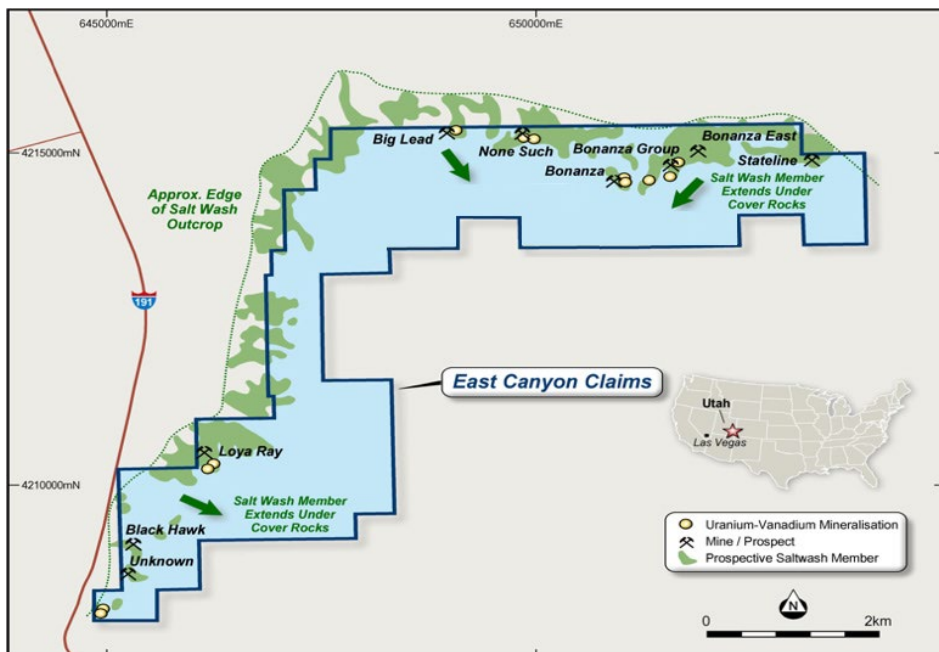 645000mE
650000mE
Big Lead
None Such
Bonanza Group
Bonanza East
4215000mN
4215000mN
Stateline
Bonanza
Salt Wash Member
Extends Under
Cover Rocks
Approx. Edge
of Salt Wash
Outcrop
191
East Canyon Claims
Utah
Las Vegas
Loya Ray
4210000mN
4210000mN
Salt Wash Member
Extends Under
Cover Rocks
Black Hawk
Unknown
Uranium-Vanadium Mineralisation
Mine / Prospect
Prospective Saltwash Member
N
0
2km